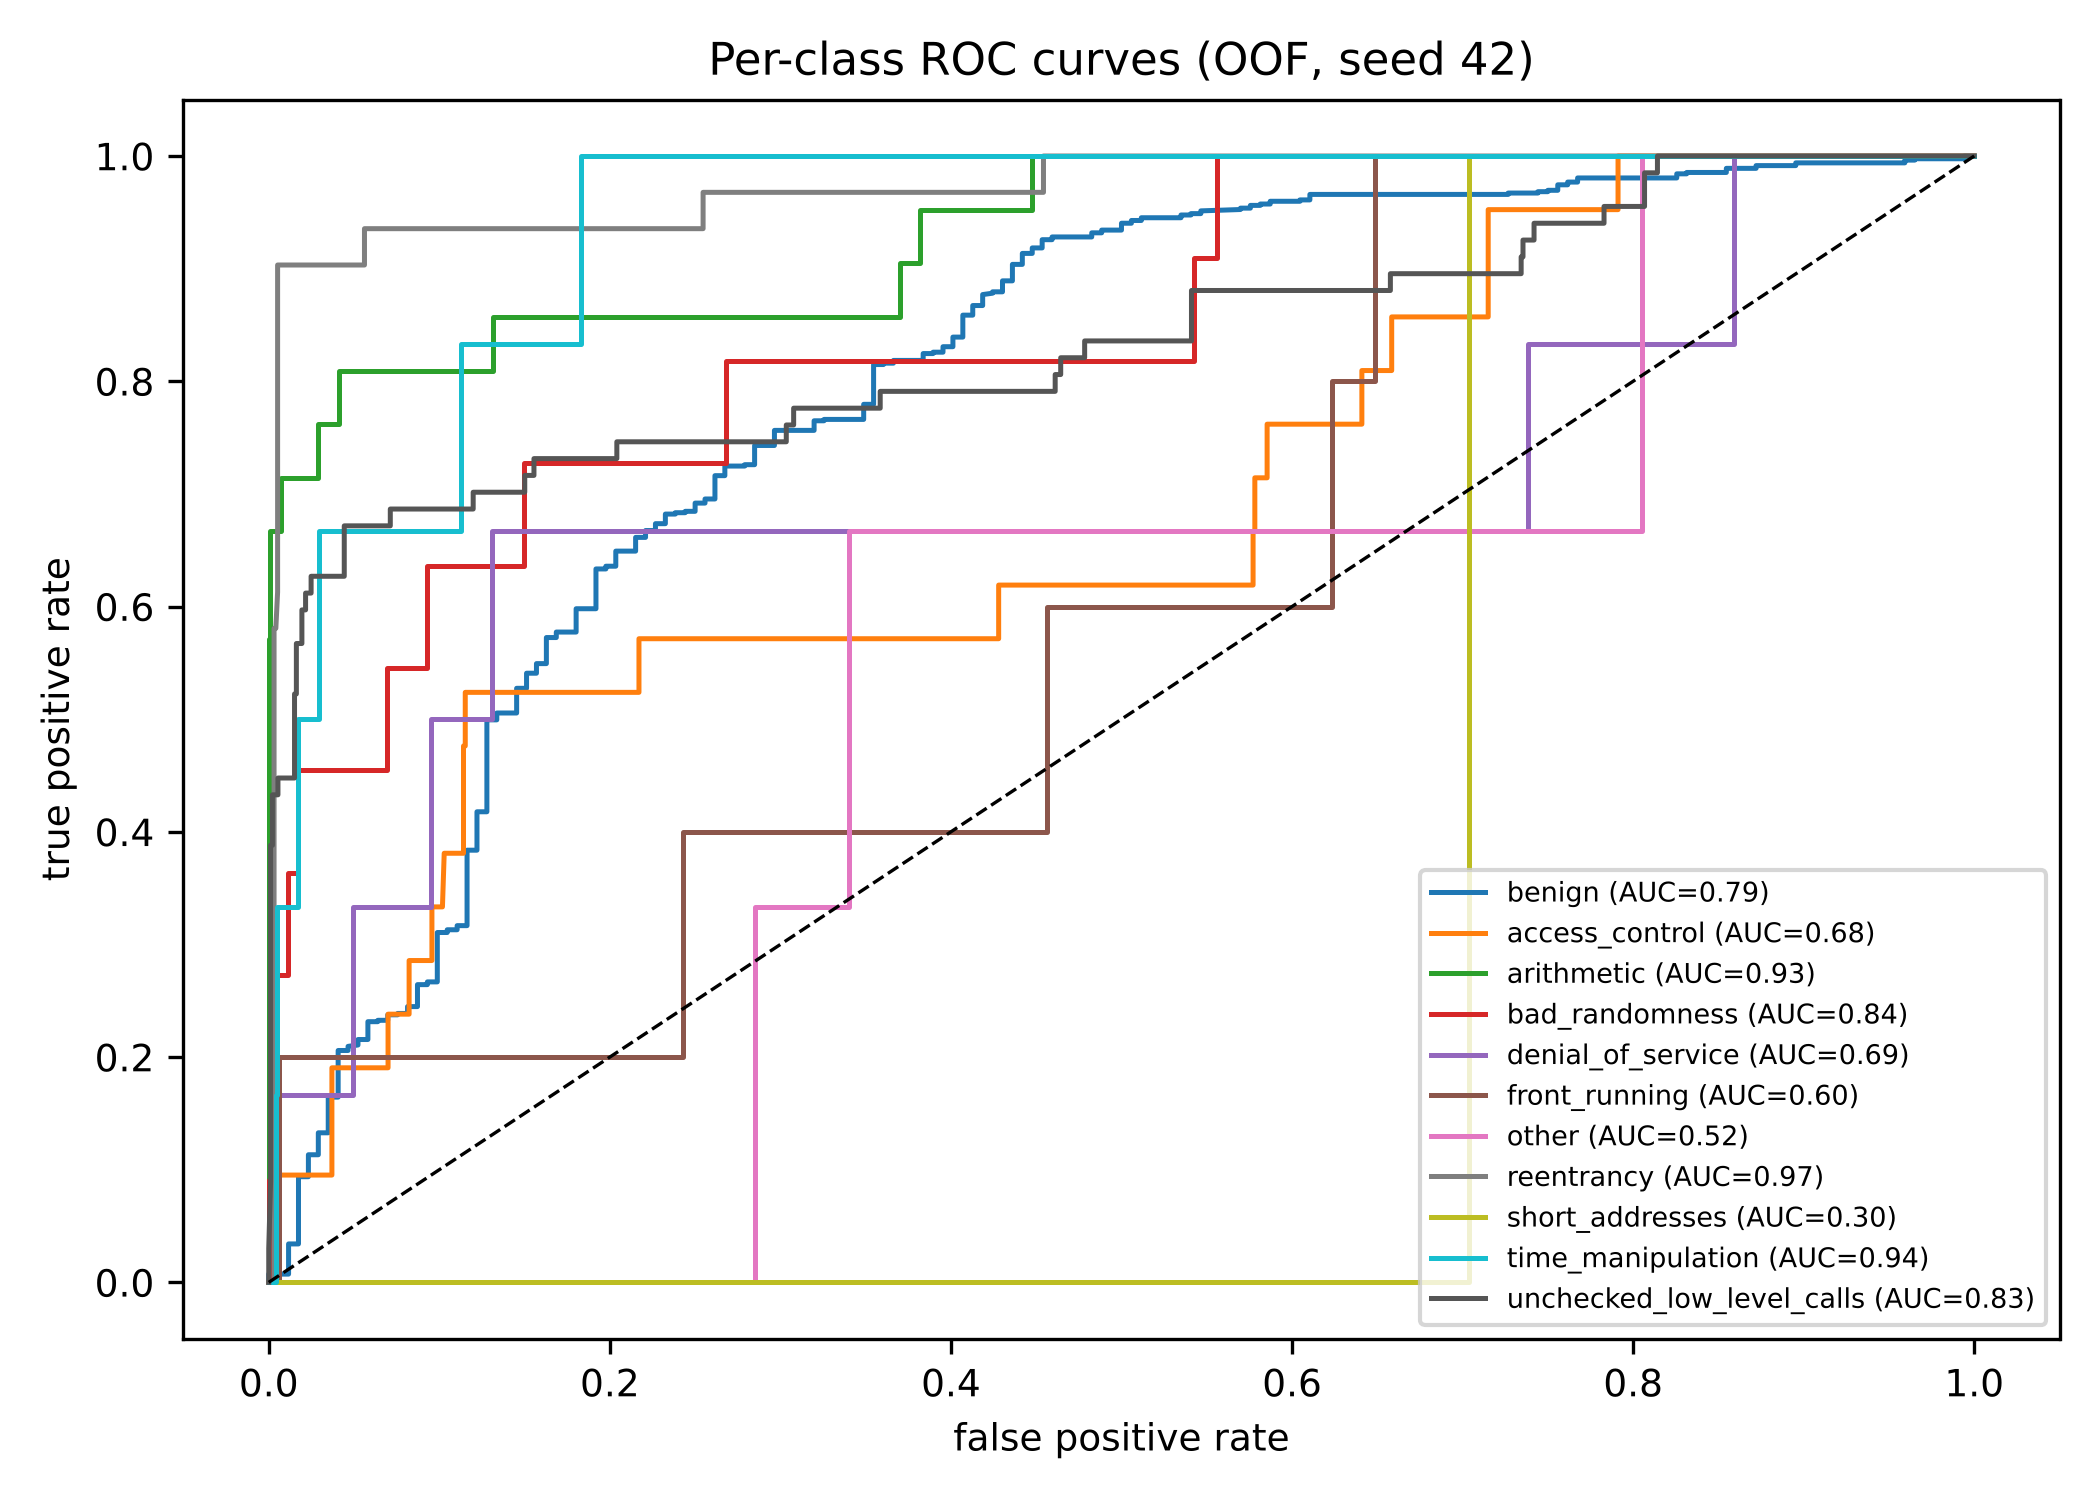 Per-class ROC curves (OOF, seed 42)
true positive rate
1.0
0.8
0.6
0.4
0.2
0.0
benign (AUC=0.79)
access_control (AUC=0.68)
arithmetic (AUC=0.93)
bad_randomness (AUC=0.84)
denial_of_service (AUC=0.69)
front_running (AUC=0.60)
other (AUC=0.52)
reentrancy (AUC=0.97)
short_addresses (AUC=0.30)
time_manipulation (AUC=0.94)
unchecked_low_level_calls (AUC=0.83)
0.0 0.2 0.4 0.6 0.8 1.0
false positive rate